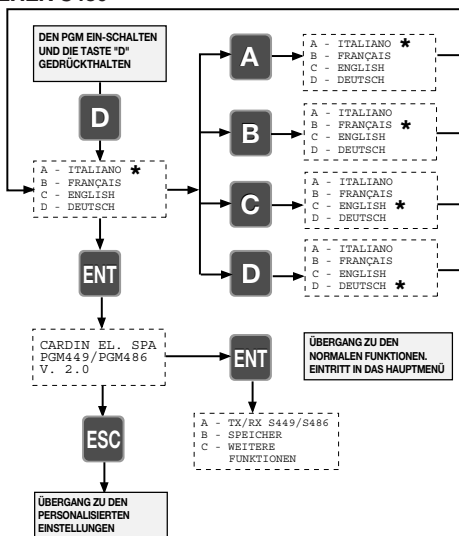 DEN PGM EIN-SCHALTEN
UND DIE TASTE "D"
GEDRÜCKTHALTEN
D
A - ITALIANO *
B - FRANÇAIS
C - ENGLISH
D - DEUTSCH
A
A - ITALIANO *
B - FRANÇAIS
C - ENGLISH
D - DEUTSCH
B
A - ITALIANO
B - FRANÇAIS *
C - ENGLISH
D - DEUTSCH
C
A - ITALIANO
B - FRANÇAIS
C - ENGLISH *
D - DEUTSCH
D
A - ITALIANO
B - FRANÇAIS
C - ENGLISH
D - DEUTSCH *
ENT
CARDIN EL. SPA
PGM449/PGM486
V. 2.0
ENT
ÜBERGANG ZU DEN
NORMALEN FUNKTIONEN.
EINTRITT IN DAS HAUPTMENÜ
A - TX/RX S449/S486
B - SPEICHER
C - WEITERE
FUNKTIONEN
ESC
ÜBERGANG ZU DEN
PERSONALISIERTEN
EINSTELLUNGEN